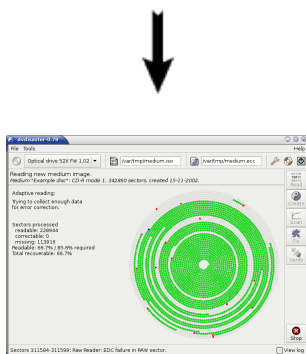 dvdisaster-0.70
File Tools Help
Optical drive 52X FW 1.02 /var/tmp/medium.iso /var/tmp/medium.ecc
Reading new medium image.
Medium "Example disc": CD-R mode 1, 342860 sectors, created 15-11-2002.
Adaptive reading:
Trying to collect enough data
for error correction.
Sectors processed
readable: 228944
correctable: 0
missing: 113916
Readable: 66.7% / 85.6% required
Total recoverable: 66.7%
Read
Create
Scan
Fix
Verify
Stop
Sectors 311584-311599: Raw Reader: EDC failure in RAW sector. View log